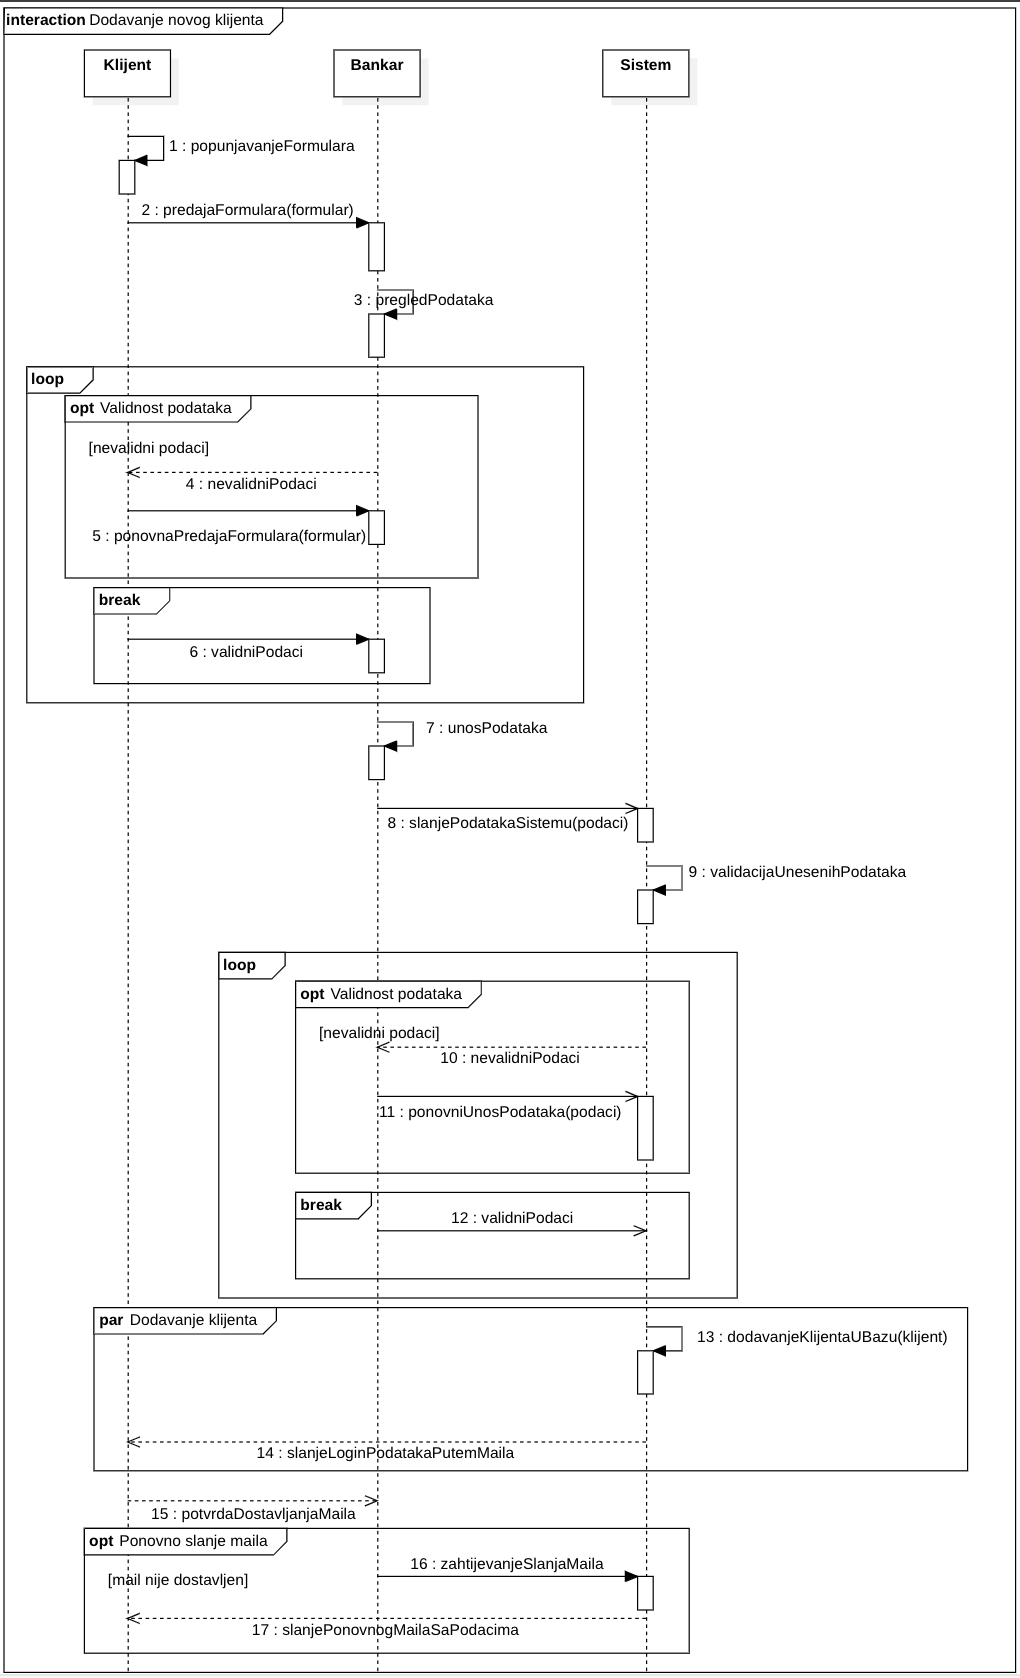 interaction Dodavanje novog klijenta
Klijent
Bankar
Sistem
1 : popunjavanjeFormulara
2 : predajaFormulara(formular)
3 : pregledPodataka
loop
opt Validnost podataka
[nevalidni podaci]
4 : nevalidniPodaci
5 : ponovnaPredajaFormulara(formular)
break
6 : validniPodaci
7 : unosPodataka
8 : slanjePodatakaSistemu(podaci)
9 : validacijaUnesenihPodataka
loop
opt Validnost podataka
[nevalidni podaci]
10 : nevalidniPodaci
11 : ponovniUnosPodataka(podaci)
break
12 : validniPodaci
par Dodavanje klijenta
13 : dodavanjeKlijentaUBazu(klijent)
14 : slanjeLoginPodatakaPutemMaila
15 : potvrdaDostavljanjaMaila
opt Ponovno slanje maila
16 : zahtijevanjeSlanjaMaila
[mail nije dostavljen]
17 : slanjePonovnogMailaSaPodacima